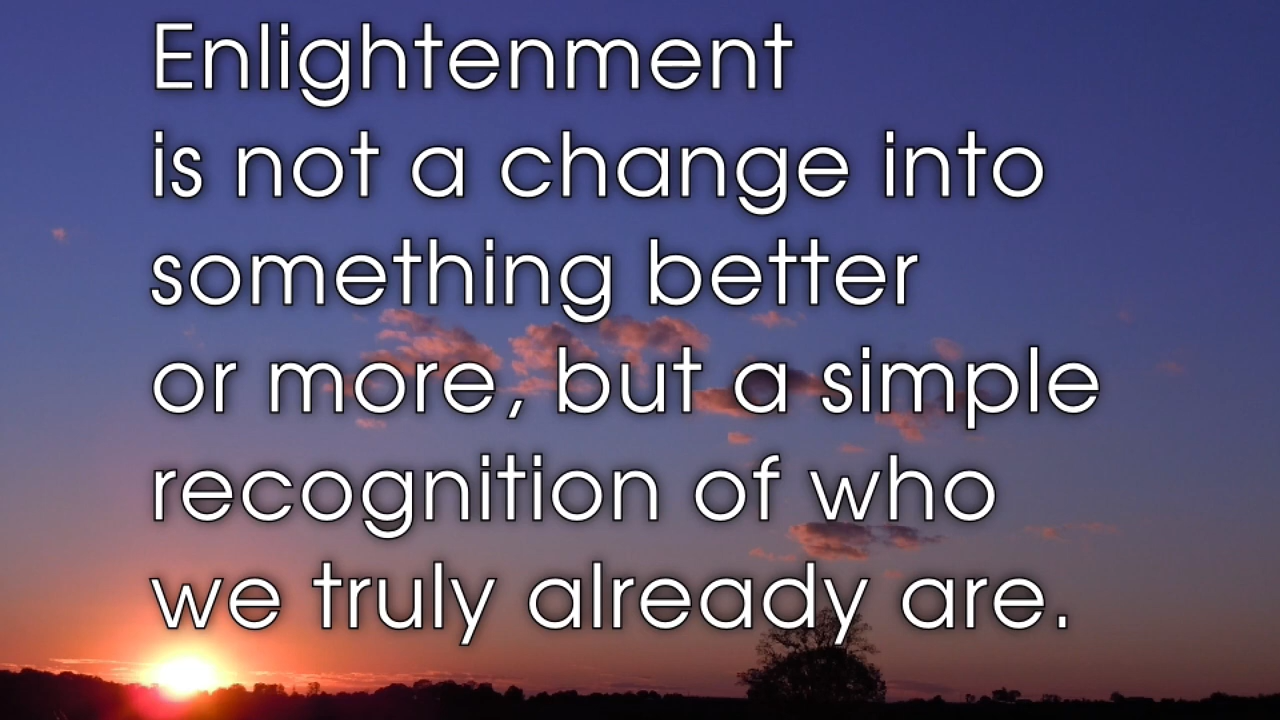 Enlightenment
is not a change into
something better
or more, but a simple
recognition of who
we truly already are.